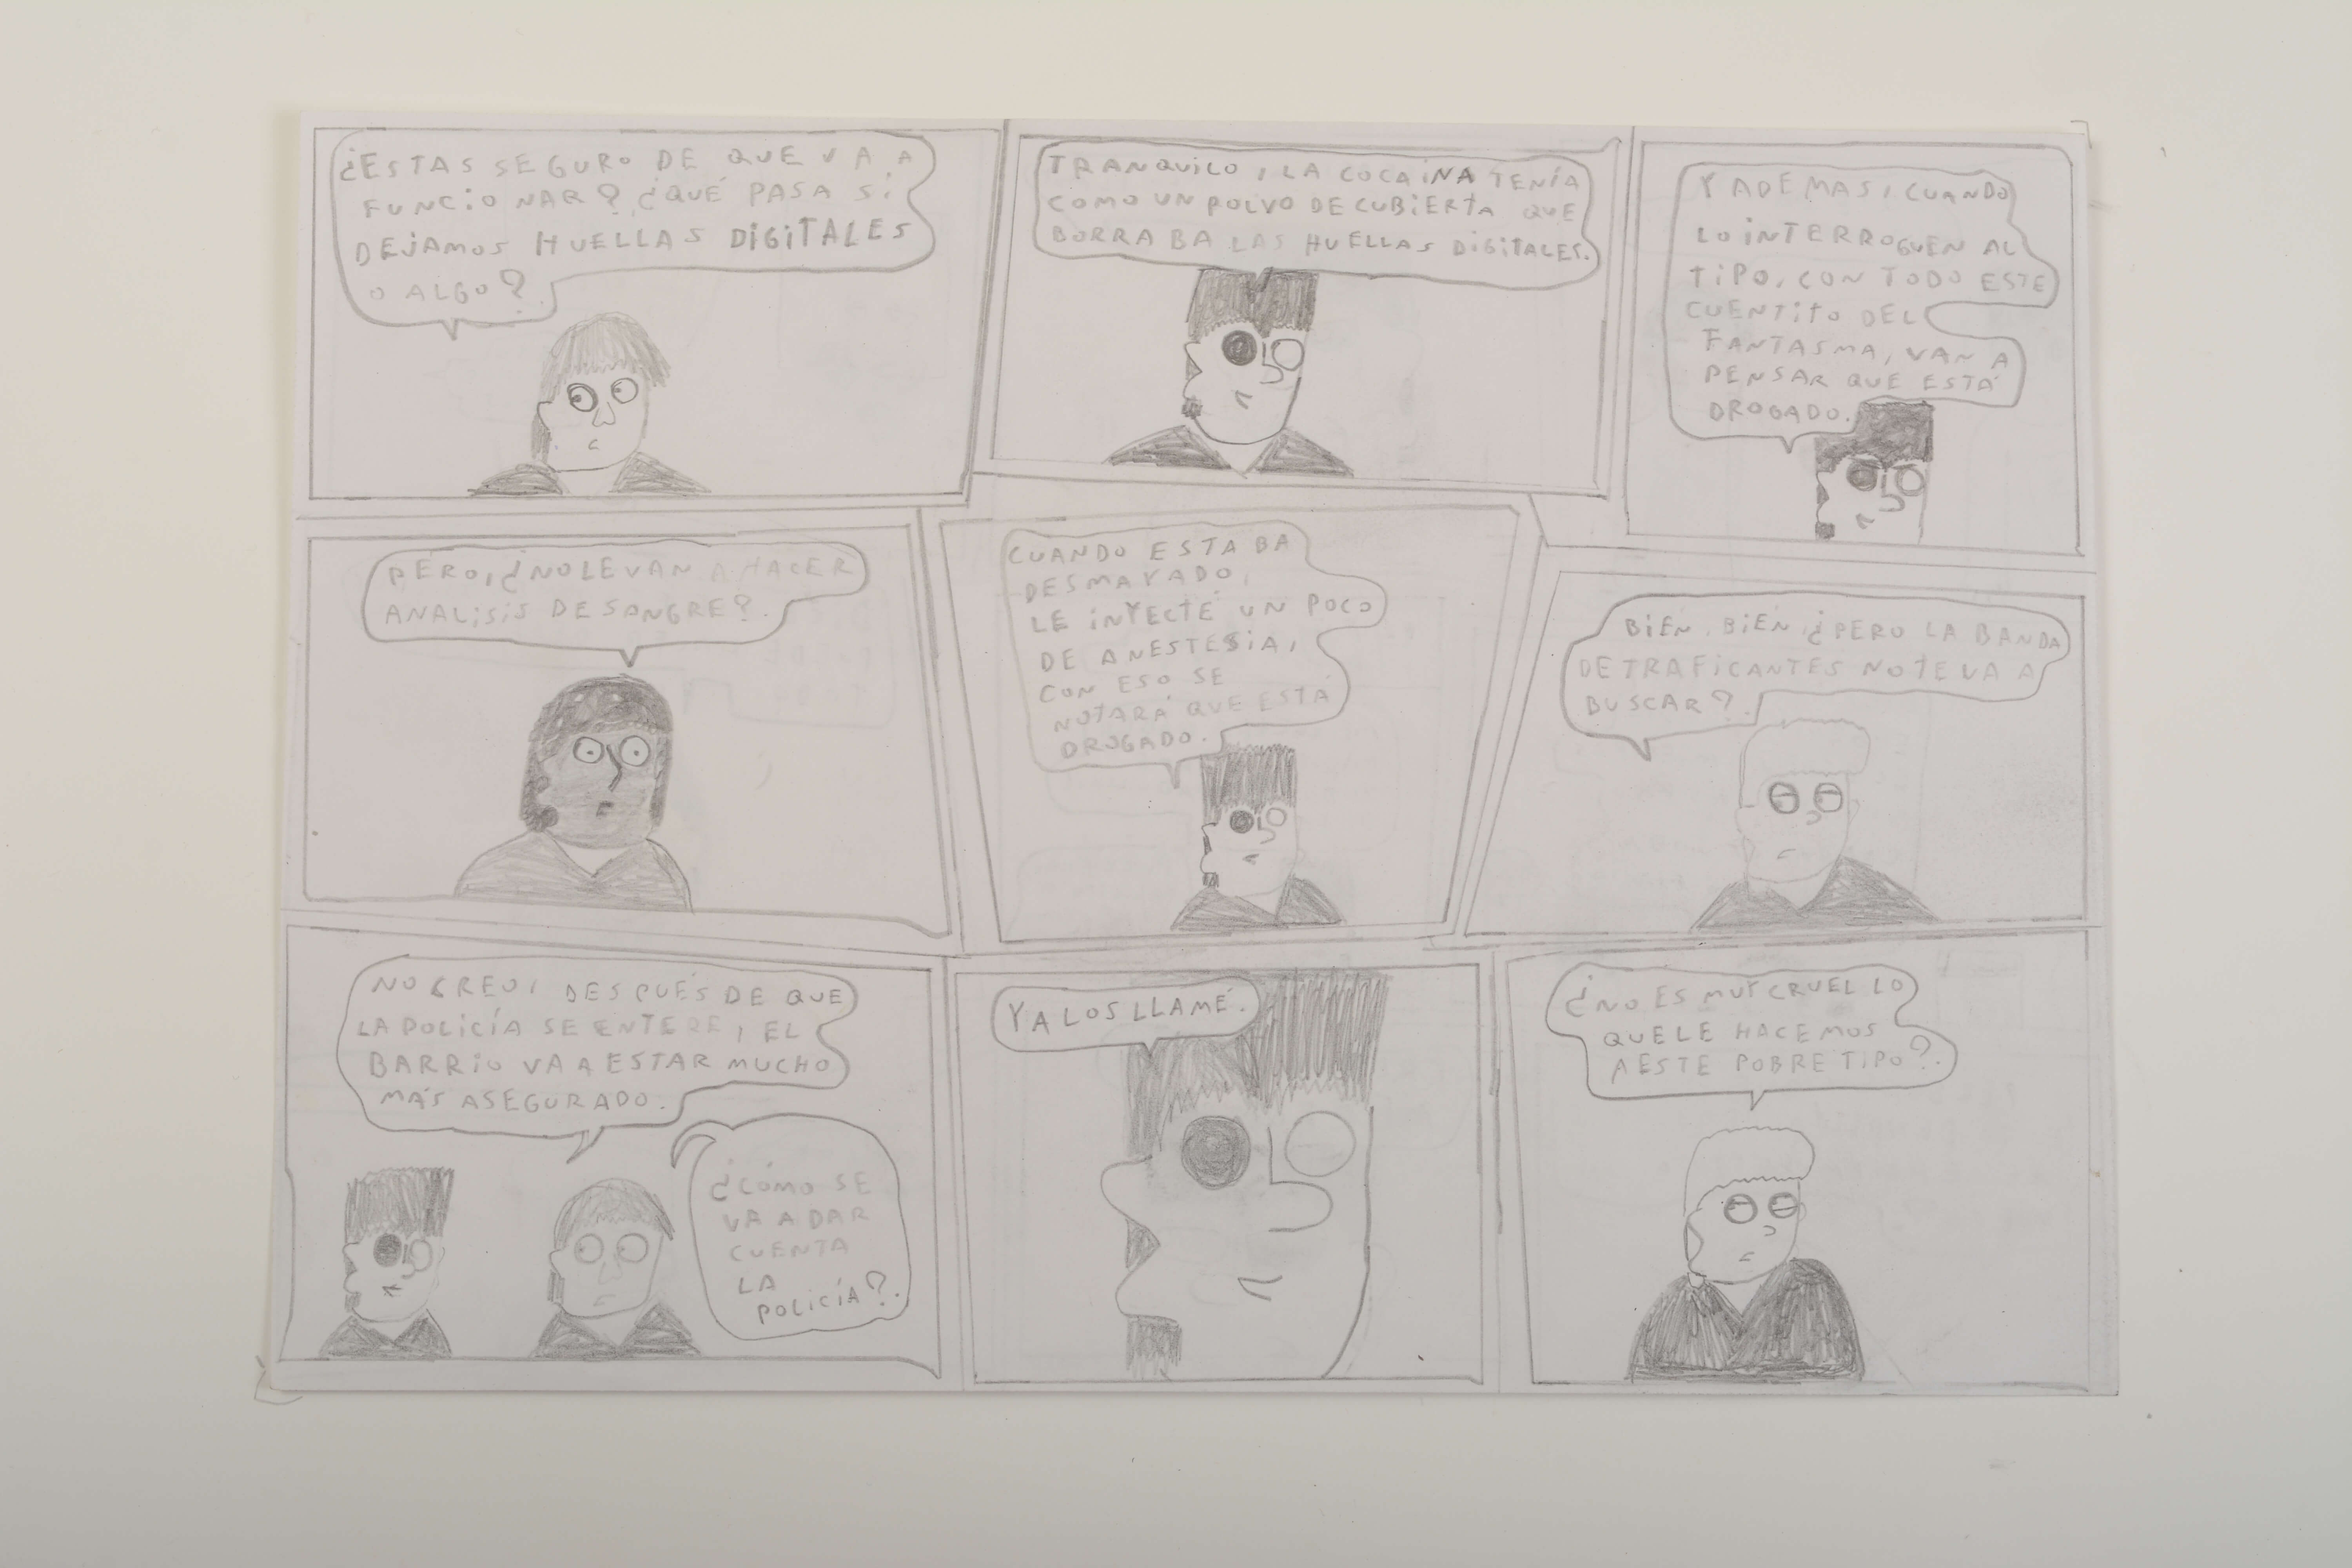 ¿ESTAS SEGURO DE QUE VA A
FUNCIONAR? ¿QUÉ PASA SI
DEJAMOS HUELLAS DIGITALES
O ALGO?
TRANQUILO, LA COCAINA TENÍA
COMO UN POLVO DE CUBIERTA QUE
BORRABA LAS HUELLAS DIGITALES.
Y ADEMAS, CUANDO
LO INTERROGUEN AL
TIPO, CON TODO ESTE
CUENTITO DEL
FANTASMA, VAN A
PENSAR QUE ESTÁ
DROGADO.
PERO, ¿NO LE VAN A HACER
ANALISIS DE SANGRE?.
CUANDO ESTABA
DESMAYADO,
LE INYECTÉ UN POCO
DE ANESTESIA,
CON ESO SE
NOTARÁ QUE ESTÁ
DROGADO.
BIEN, BIEN, ¿PERO LA BANDA
DE TRAFICANTES NO TE VA A
BUSCAR?.
NO CREO, DESPUÉS DE QUE
LA POLICÍA SE ENTERE, EL
BARRIO VA A ESTAR MUCHO
MÁS ASEGURADO.
¿CÓMO SE
VA A DAR
CUENTA
LA
POLICÍA?.
YA LOS LLAMÉ.
¿NO ES MUY CRUEL LO
QUE LE HACEMOS
A ESTE POBRE TIPO?.